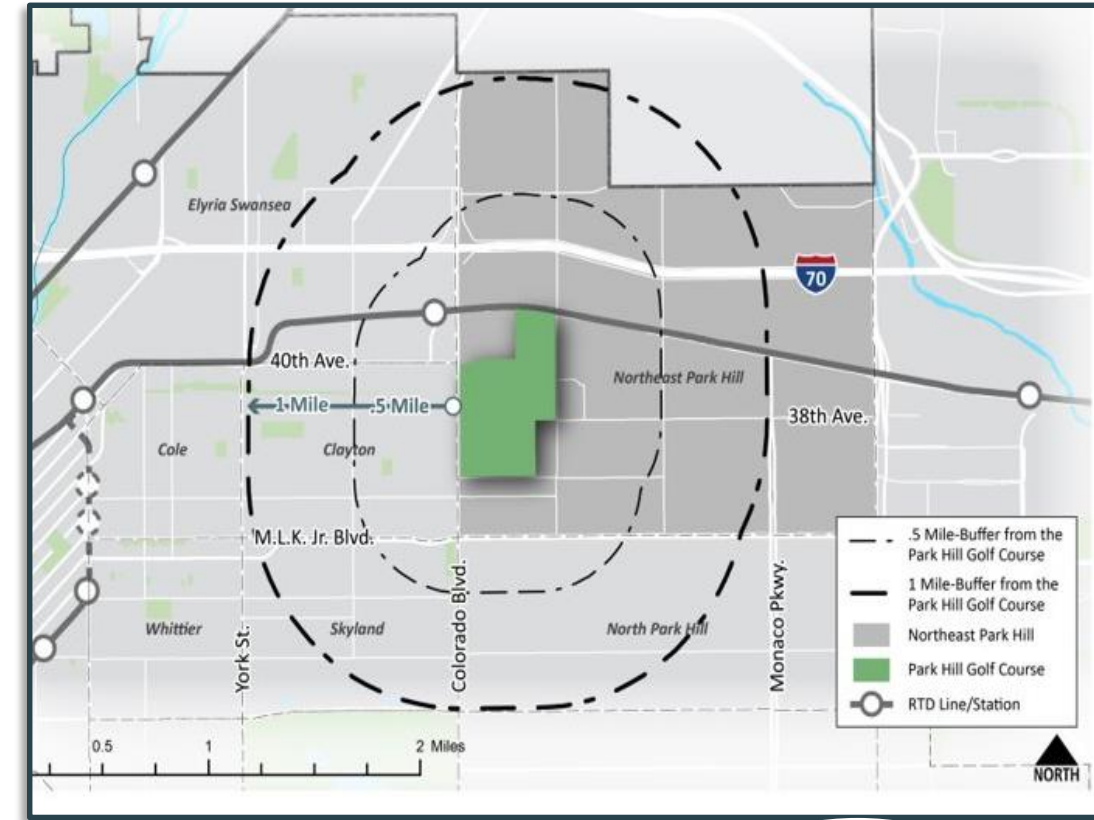 Elyria Swansea
70
40th Ave.
Northeast Park Hill
1 Mile
.5 Mile
38th Ave.
Cole
Clayton
M.L.K. Jr. Blvd.
Whittier
Skyland
North Park Hill
York St.
Colorado Blvd.
Monaco Pkwy.
.5 Mile-Buffer from the
Park Hill Golf Course
1 Mile-Buffer from the
Park Hill Golf Course
Northeast Park Hill
Park Hill Golf Course
RTD Line/Station
0.5
1
2 Miles
NORTH